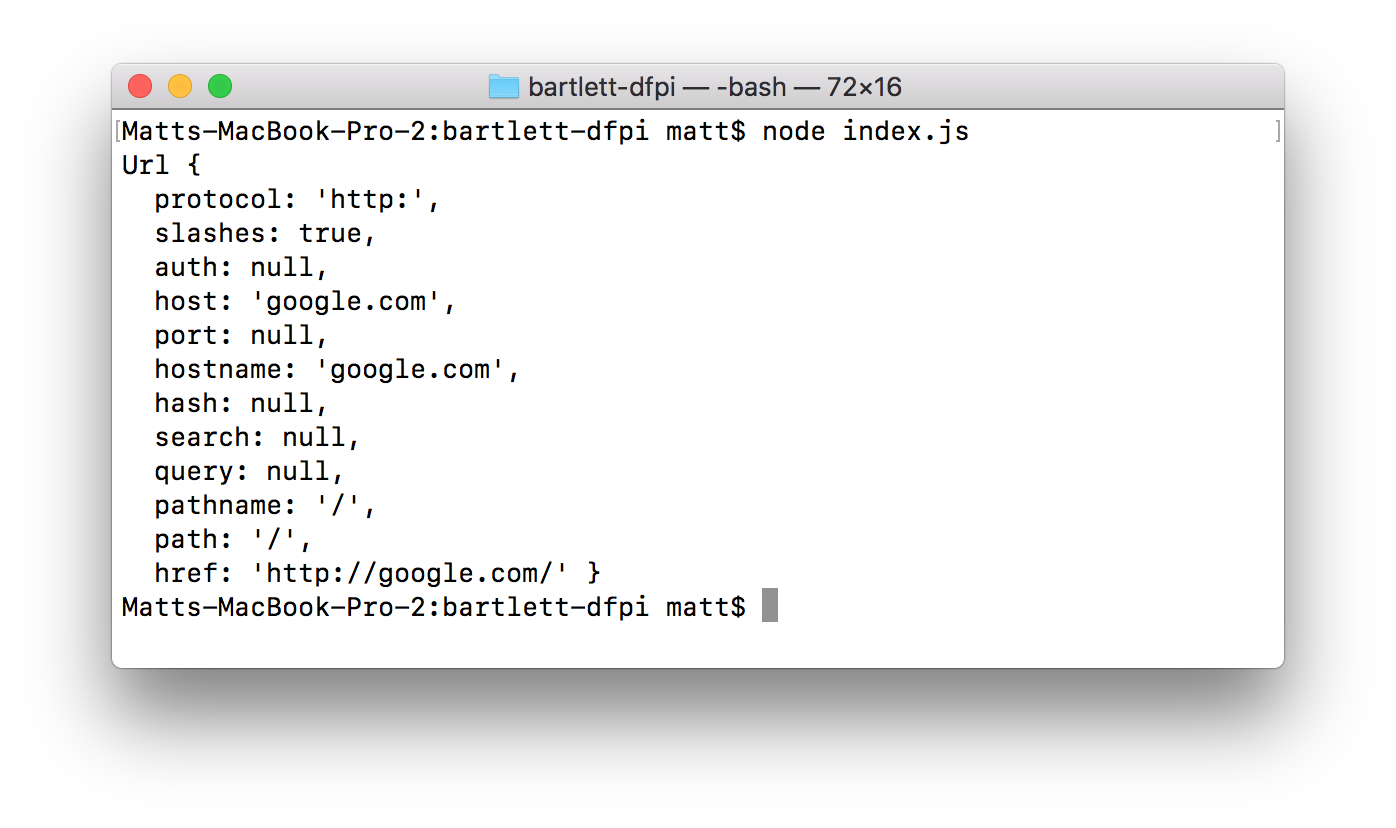 bartlett-dfpi — -bash — 72×16
[Matts-MacBook-Pro-2:bartlett-dfpi matt$ node index.js ]
Url {
  protocol: 'http:',
  slashes: true,
  auth: null,
  host: 'google.com',
  port: null,
  hostname: 'google.com',
  hash: null,
  search: null,
  query: null,
  pathname: '/',
  path: '/',
  href: 'http://google.com/' }
Matts-MacBook-Pro-2:bartlett-dfpi matt$